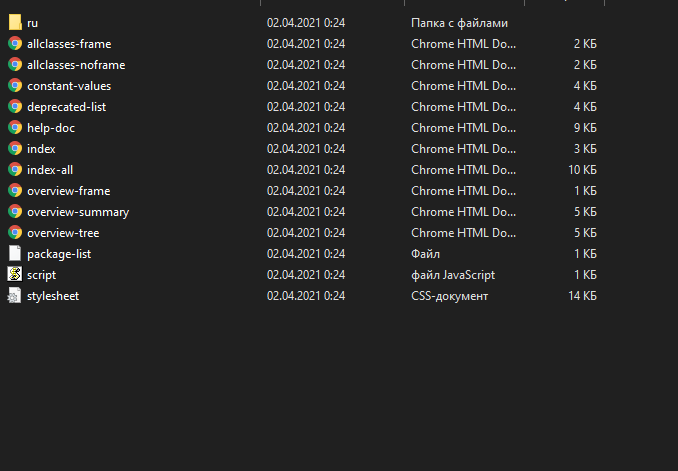 ru 02.04.2021 0:24 Папка с файлами
allclasses-frame 02.04.2021 0:24 Chrome HTML Do... 2 КБ
allclasses-noframe 02.04.2021 0:24 Chrome HTML Do... 2 КБ
constant-values 02.04.2021 0:24 Chrome HTML Do... 4 КБ
deprecated-list 02.04.2021 0:24 Chrome HTML Do... 4 КБ
help-doc 02.04.2021 0:24 Chrome HTML Do... 9 КБ
index 02.04.2021 0:24 Chrome HTML Do... 3 КБ
index-all 02.04.2021 0:24 Chrome HTML Do... 10 КБ
overview-frame 02.04.2021 0:24 Chrome HTML Do... 1 КБ
overview-summary 02.04.2021 0:24 Chrome HTML Do... 5 КБ
overview-tree 02.04.2021 0:24 Chrome HTML Do... 5 КБ
package-list 02.04.2021 0:24 Файл 1 КБ
script 02.04.2021 0:24 файл JavaScript 1 КБ
stylesheet 02.04.2021 0:24 CSS-документ 14 КБ